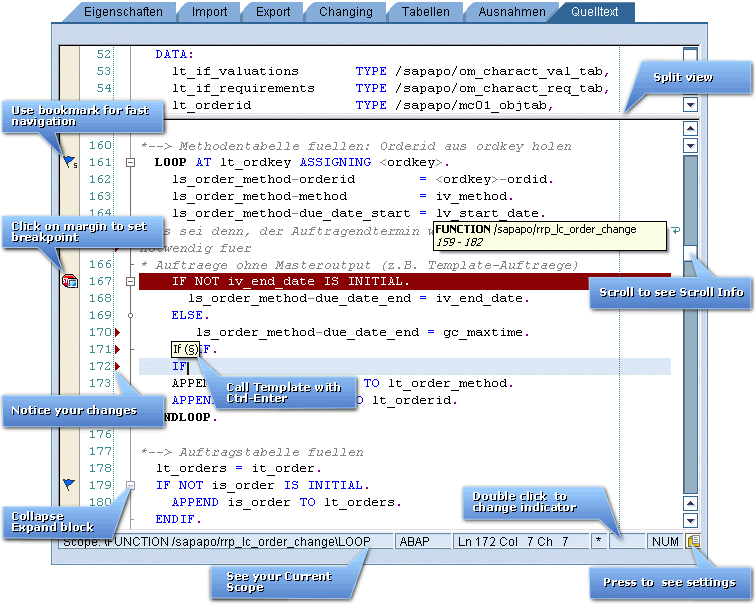 Eigenschaften Import Export Changing Tabellen Ausnahmen Quelltext
52 DATA:
53 lt_if_valuations TYPE /sapapo/om_charact_val_tab,
54 lt_if_requirements TYPE /sapapo/om_charact_req_tab,
lt_orderid TYPE /sapapo/mc01_objtab,
Split view
Use bookmark for fast
navigation
160 *--> Methodentabelle fuellen: Orderid aus ordkey holen
161 LOOP AT lt_ordkey ASSIGNING <ordkey>.
162 ls_order_method-orderid = <ordkey>-ordid.
163 ls_order_method-method = iv_method.
164 ls_order_method-due_date_start = lv_start_date.
Click on margin to set
breakpoint
s sei denn, der Auftragendtermin
notwendig fuer
FUNCTION /sapapo/rrp_lc_order_change
159 - 182
166 * Auftraege ohne Masteroutput (z.B. Template-Auftraege)
167 IF NOT iv_end_date IS INITIAL.
168 ls_order_method-due_date_end = iv_end_date.
Scroll to see Scroll Info
169 ELSE.
170 ls_order_method-due_date_end = gc_maxtime.
171 If (s) F.
172 IF
173 APPEN TO lt_order_method.
APPEN TO lt_orderid.
NDLOOP.
Call Template with
Ctrl-Enter
Notice your changes
176
177 *--> Auftragstabelle fuellen
178 lt_orders = it_order.
179 IF NOT is_order IS INITIAL.
180 APPEND is_order TO lt_orders.
ENDIF.
Collapse
Expand block
Double click to
change indicator
Scope: \FUNCTION /sapapo/rrp_lc_order_change\LOOP ABAP Ln 172 Col 7 Ch 7 * NUM
See your Current
Scope
Press to see settings